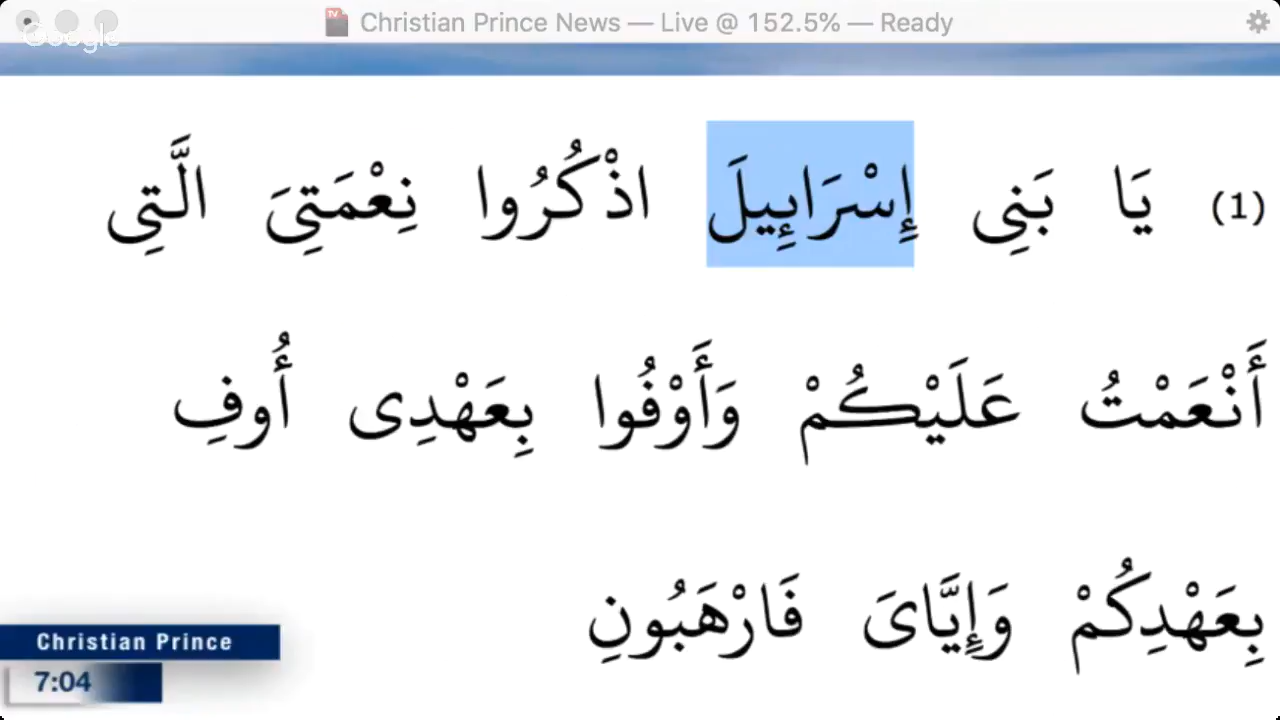 Christian Prince News — Live @ 152.5% — Ready
Google
(1) يَا بَنِى إِسْرَايِٕيلَ اذْكُرُوا نِعْمَتِىَ الَّتِى
أَنْعَمْتُ عَلَيْكُمْ وَأَوْفُوا بِعَهْدِى أُوفِ
بِعَهْدِكُمْ وَإِيَّاىَ فَارْهَبُونِ
Christian Prince
7:04